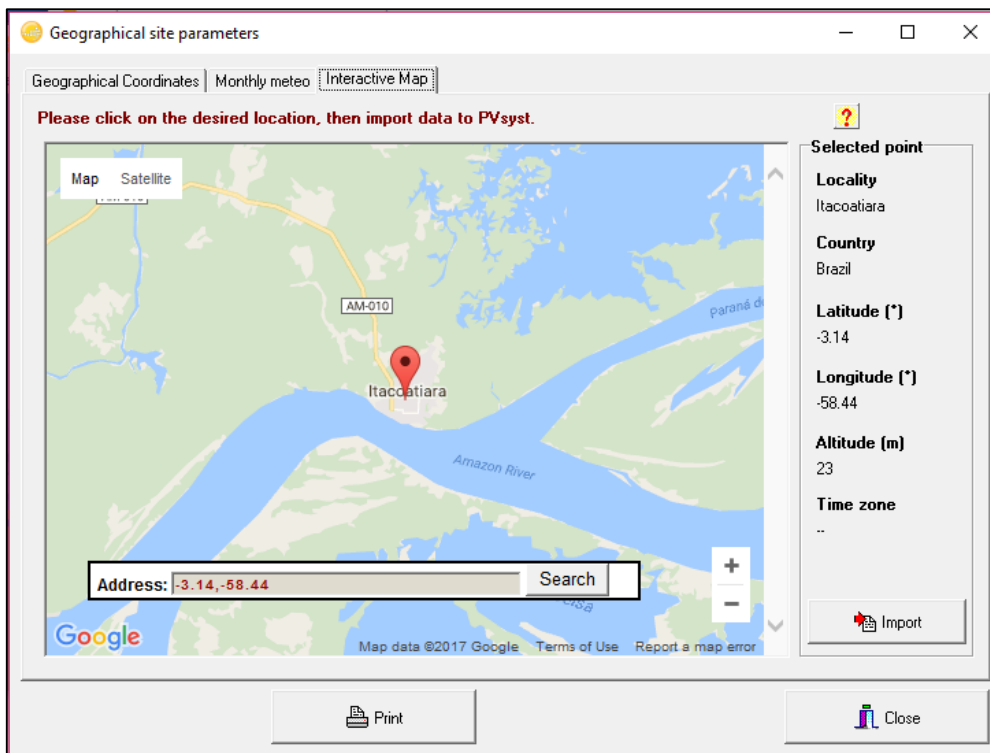 Geographical site parameters
Geographical Coordinates Monthly meteo Interactive Map
Please click on the desired location, then import data to PVsyst.
?
Map Satellite
AM-010
Paraná do
Itacoatiara
Amazon River
Address: -3.14,-58.44 Search
+
−
Google
Map data ©2017 Google Terms of Use Report a map error
Selected point
Locality
Itacoatiara
Country
Brazil
Latitude (°)
-3.14
Longitude (°)
-58.44
Altitude (m)
23
Time zone
--
Import
Print
Close